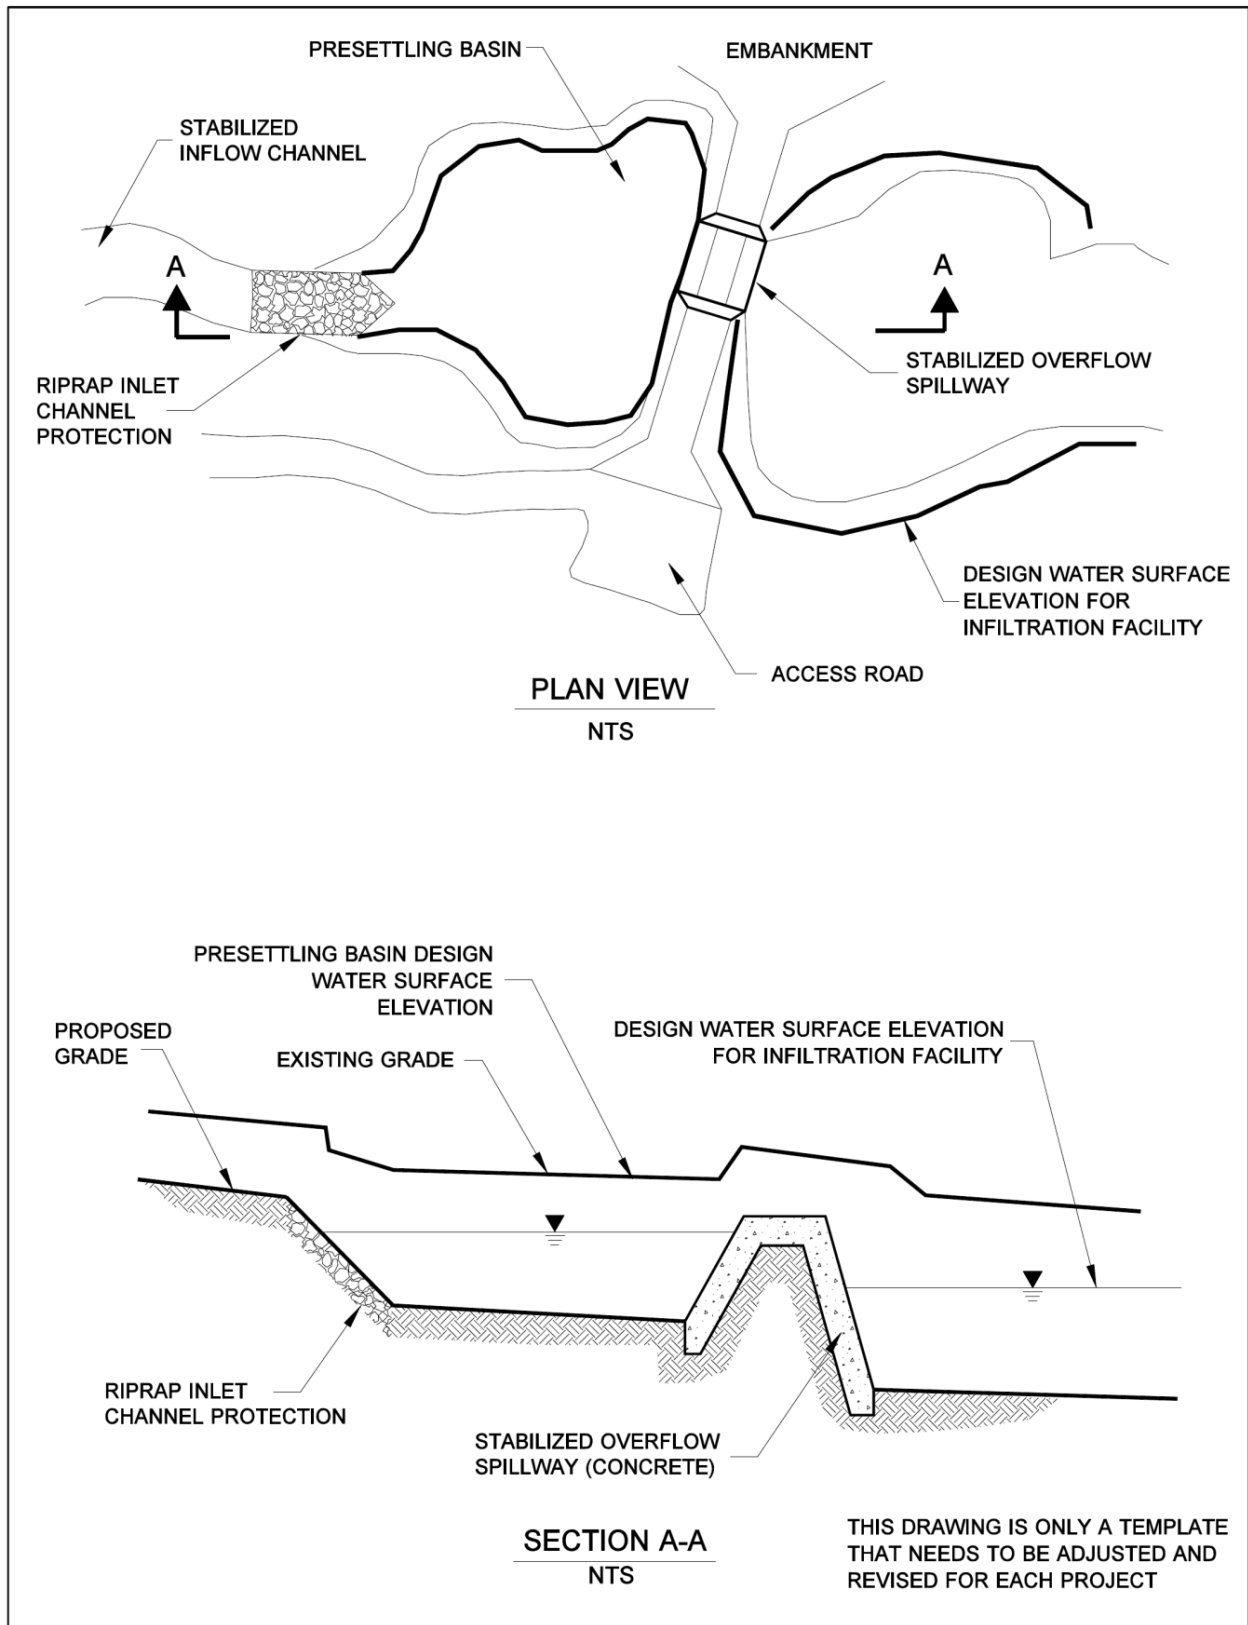 PRESETTLING BASIN
EMBANKMENT
STABILIZED
INFLOW CHANNEL
A
A
RIPRAP INLET
CHANNEL
PROTECTION
STABILIZED OVERFLOW
SPILLWAY
DESIGN WATER SURFACE
ELEVATION FOR
INFILTRATION FACILITY
ACCESS ROAD
PLAN VIEW
NTS
PRESETTLING BASIN DESIGN
WATER SURFACE
ELEVATION
PROPOSED
GRADE
EXISTING GRADE
DESIGN WATER SURFACE ELEVATION
FOR INFILTRATION FACILITY
RIPRAP INLET
CHANNEL PROTECTION
STABILIZED OVERFLOW
SPILLWAY (CONCRETE)
SECTION A-A
NTS
THIS DRAWING IS ONLY A TEMPLATE
THAT NEEDS TO BE ADJUSTED AND
REVISED FOR EACH PROJECT